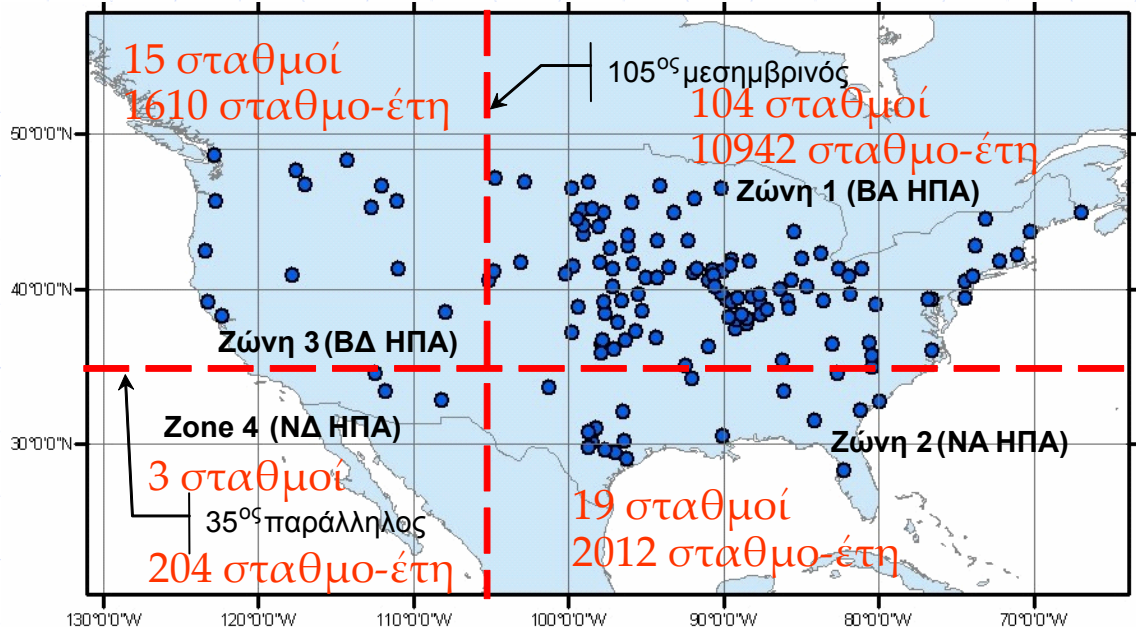 15 σταθμοί
1610 σταθμο-έτη
105ος μεσημβρινός
104 σταθμοί
10942 σταθμο-έτη
50°0'0"N
Ζώνη 1 (ΒΑ ΗΠΑ)
40°0'0"N
Ζώνη 3 (ΒΔ ΗΠΑ)
Zone 4 (ΝΔ ΗΠΑ)
30°0'0"N
Ζώνη 2 (ΝΑ ΗΠΑ)
3 σταθμοί
35ος παράλληλος
204 σταθμο-έτη
19 σταθμοί
2012 σταθμο-έτη
130°0'0"W 120°0'0"W 110°0'0"W 100°0'0"W 90°0'0"W 80°0'0"W 70°0'0"W